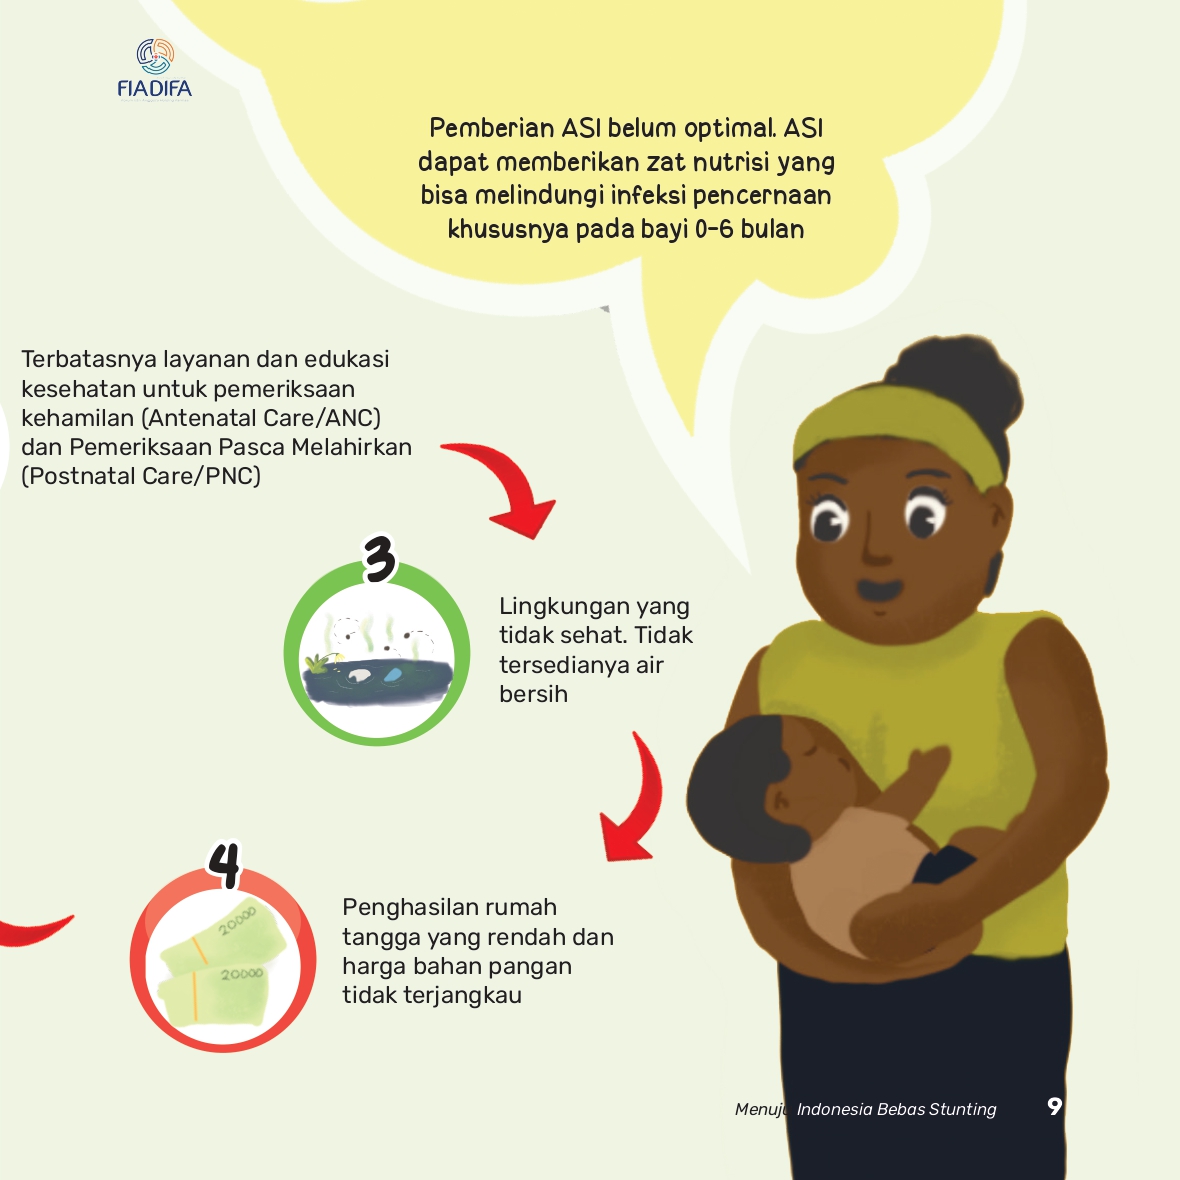 FIADIFA
Pemberian ASI belum optimal. ASI
dapat memberikan zat nutrisi yang
bisa melindungi infeksi pencernaan
khususnya pada bayi 0-6 bulan
Terbatasnya layanan dan edukasi
kesehatan untuk pemeriksaan
kehamilan (Antenatal Care/ANC)
dan Pemeriksaan Pasca Melahirkan
(Postnatal Care/PNC)
3
Lingkungan yang
tidak sehat. Tidak
tersedianya air
bersih
4
20000
20000
Penghasilan rumah
tangga yang rendah dan
harga bahan pangan
tidak terjangkau
Menuju Indonesia Bebas Stunting 9